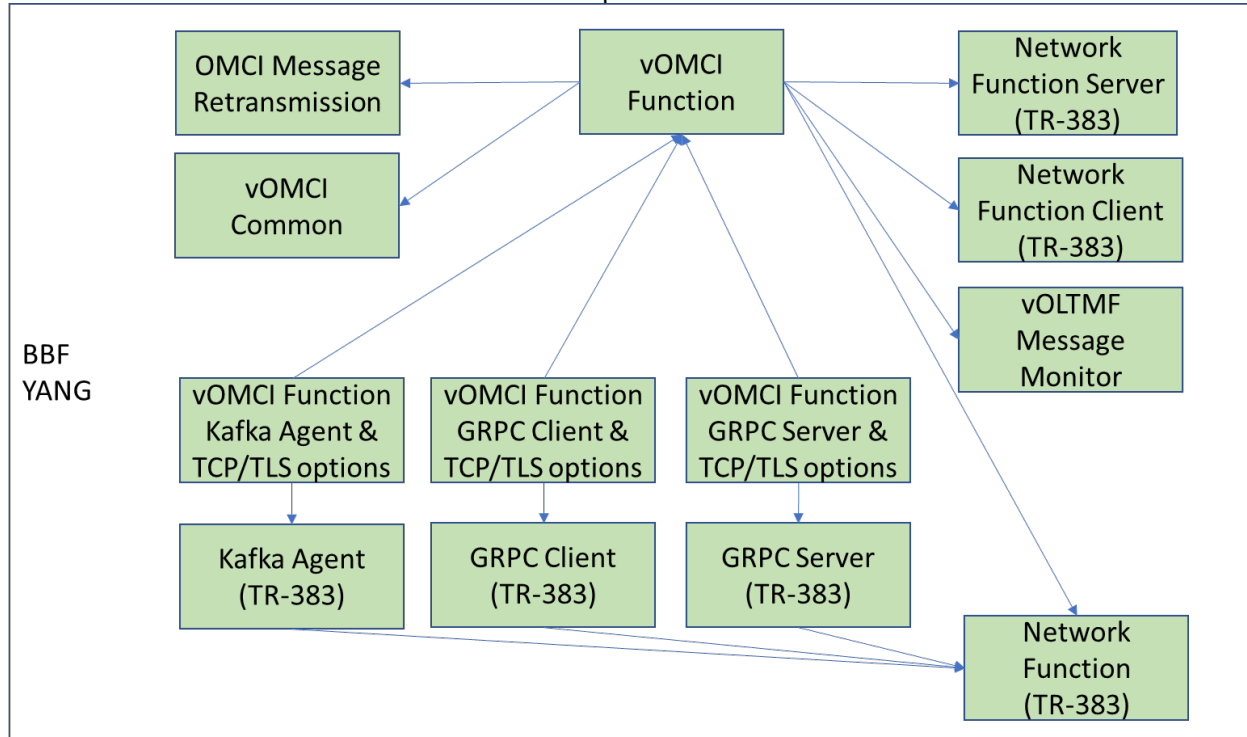 OMCI Message
Retransmission
vOMCI
Function
Network
Function Server
(TR-383)
vOMCI
Common
Network
Function Client
(TR-383)
vOLTMF
Message
Monitor
BBF
YANG
vOMCI Function
Kafka Agent &
TCP/TLS options
vOMCI Function
GRPC Client &
TCP/TLS options
vOMCI Function
GRPC Server &
TCP/TLS options
Kafka Agent
(TR-383)
GRPC Client
(TR-383)
GRPC Server
(TR-383)
Network
Function
(TR-383)